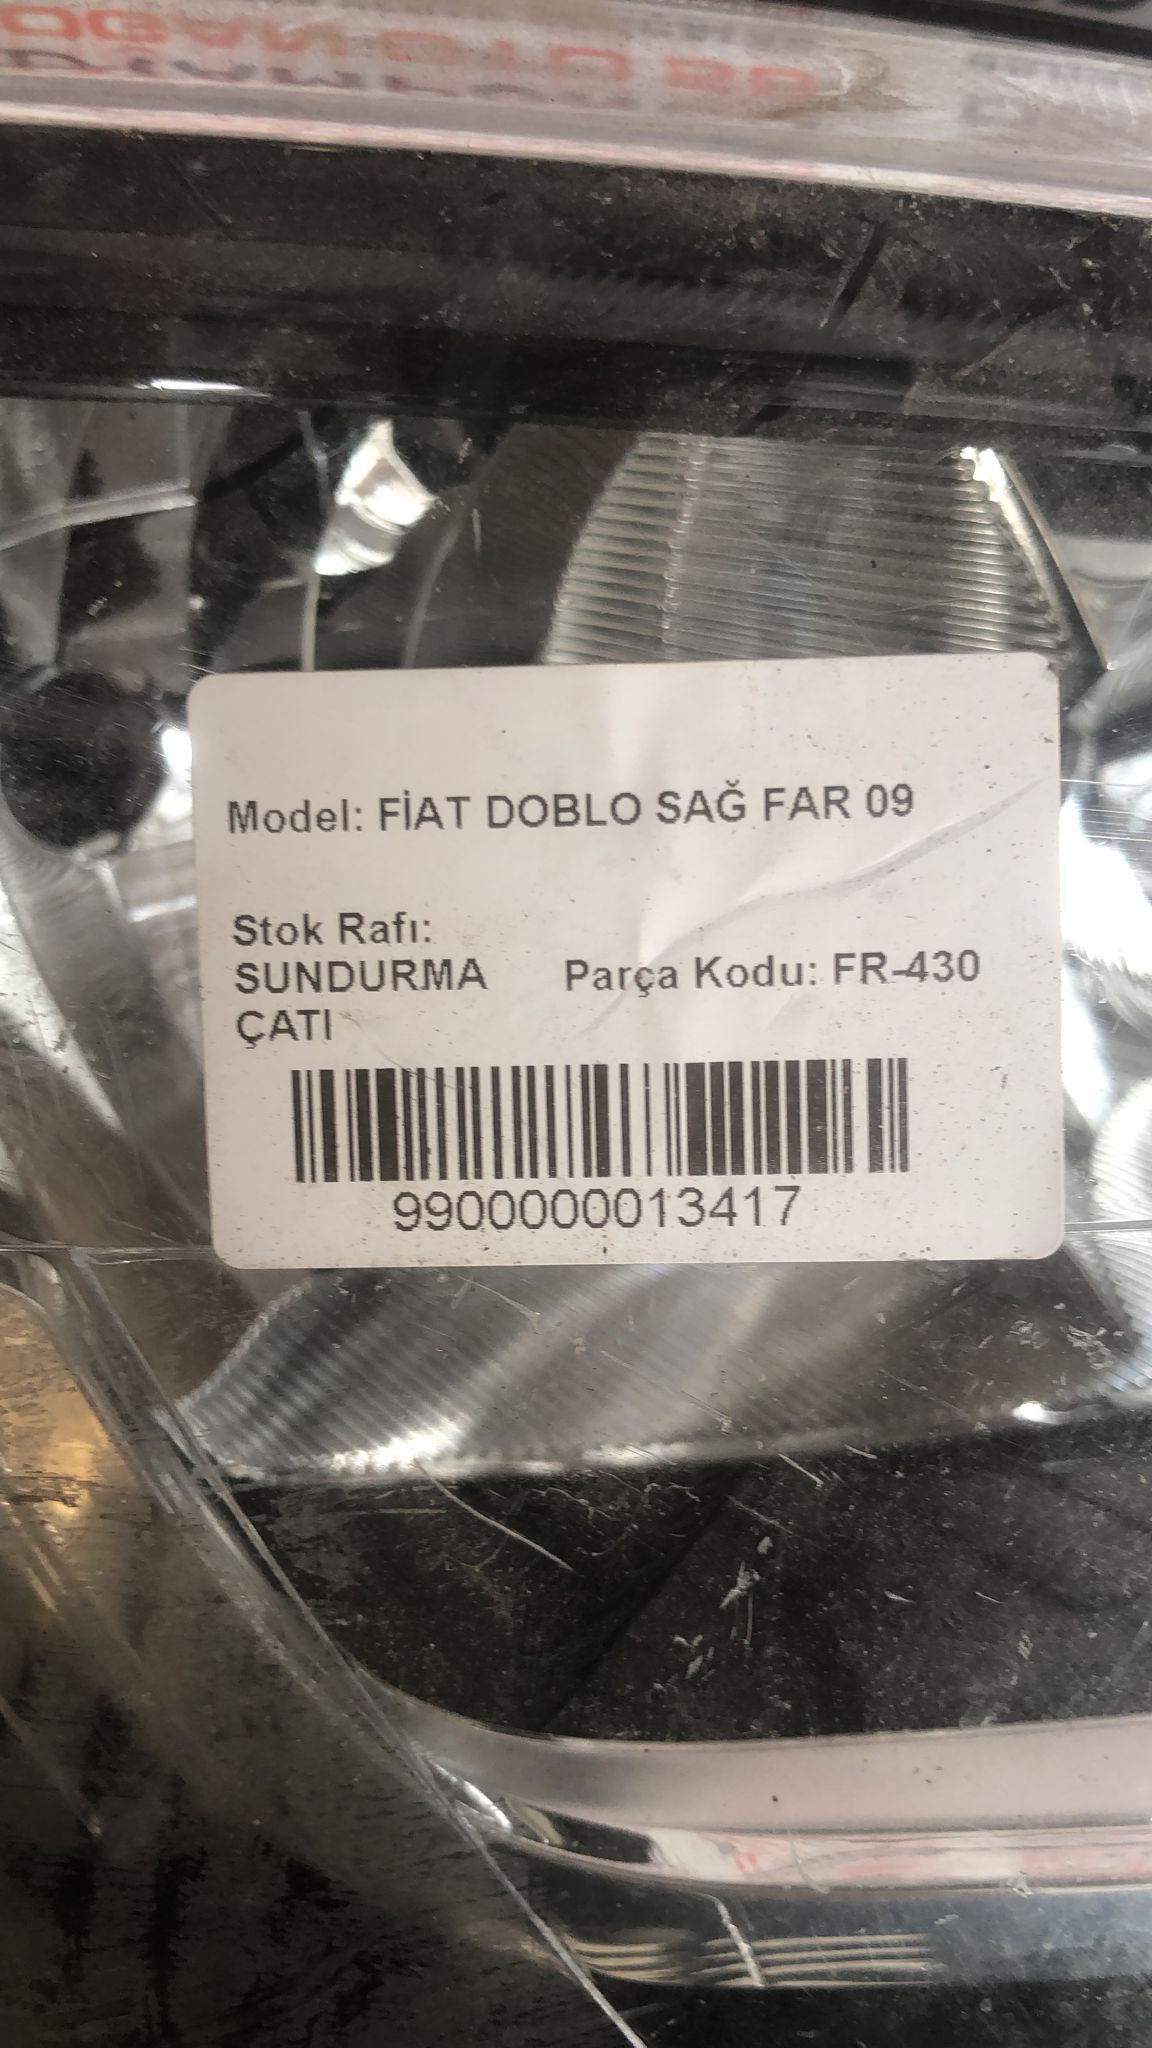 Model: FİAT DOBLO SAĞ FAR 09
Stok Rafı:
SUNDURMA Parça Kodu: FR-430
ÇATI
9900000013417